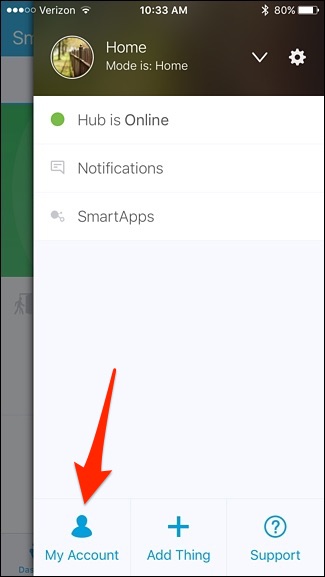 Verizon 10:33 AM 80%
Sm
Home
Mode is: Home
Hub is Online
Notifications
SmartApps
Das
My Account Add Thing Support